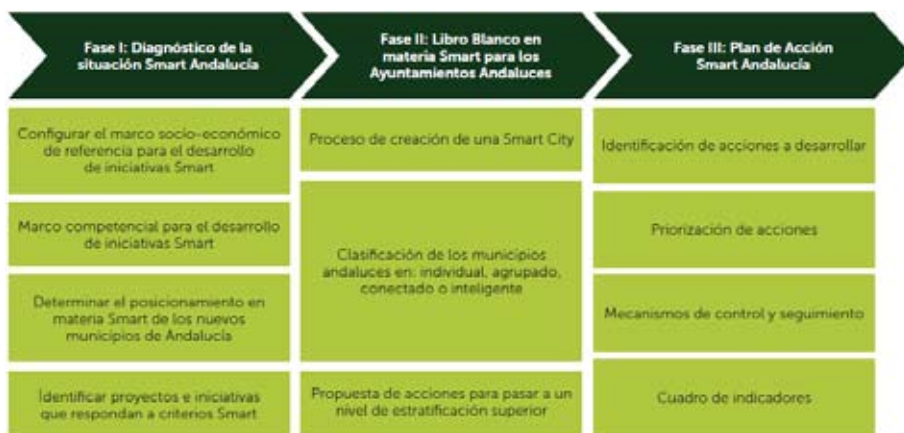 Fase I: Diagnóstico de la
situación Smart Andalucía
Fase II: Libro Blanco en
materia Smart para los
Ayuntamientos Andaluces
Fase III: Plan de Acción
Smart Andalucía
Configurar el marco socio-económico
de referencia para el desarrollo
de iniciativas Smart
Marco competencial para el desarrollo
de iniciativas Smart
Determinar el posicionamiento en
materia Smart de los nuevos
municipios de Andalucía
Identificar proyectos e iniciativas
que respondan a criterios Smart
Proceso de creación de una Smart City
Clasificación de los municipios
andaluces en: individual, agrupado,
conectado o inteligente
Propuesta de acciones para pasar a un
nivel de estratificación superior
Identificación de acciones a desarrollar
Priorización de acciones
Mecanismos de control y seguimiento
Cuadro de indicadores